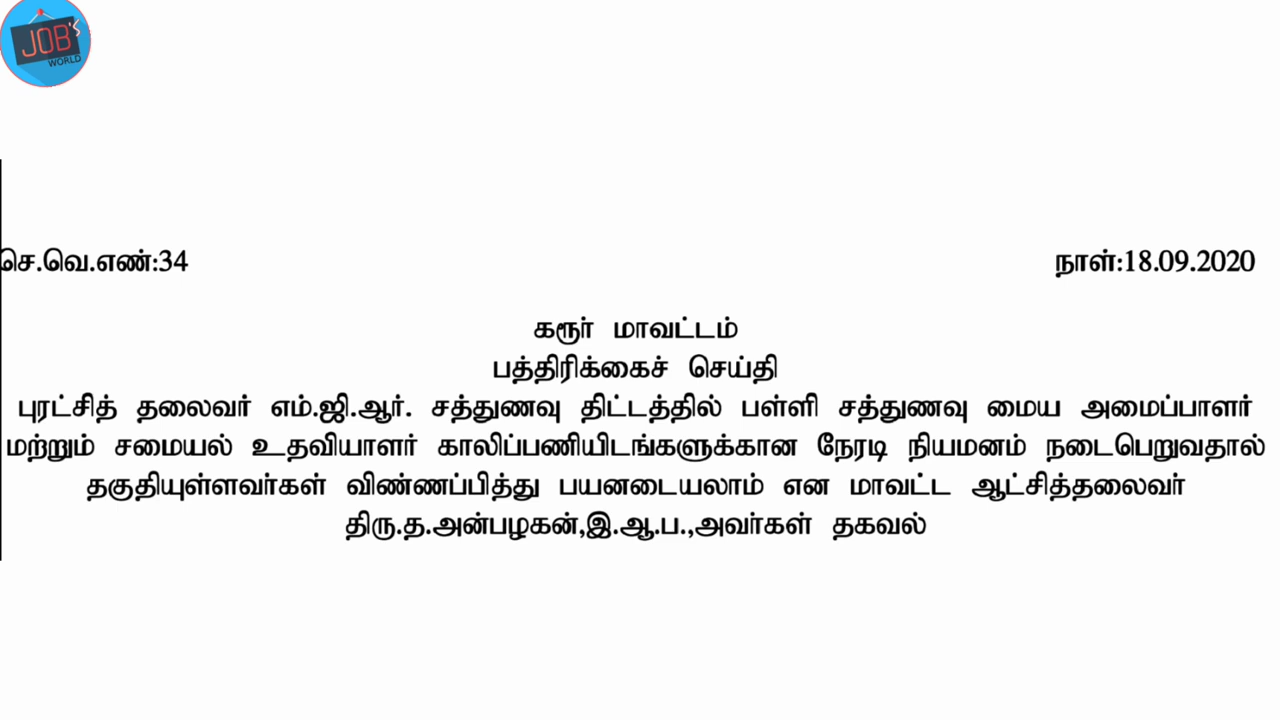 JOB'S
WORLD
செ.வெ.எண்:34 நாள்:18.09.2020
கரூர் மாவட்டம்
பத்திரிக்கைச் செய்தி
புரட்சித் தலைவர் எம்.ஜி.ஆர். சத்துணவு திட்டத்தில் பள்ளி சத்துணவு மைய அமைப்பாளர்
மற்றும் சமையல் உதவியாளர் காலிப்பணியிடங்களுக்கான நேரடி நியமனம் நடைபெறுவதால்
தகுதியுள்ளவர்கள் விண்ணப்பித்து பயனடையலாம் என மாவட்ட ஆட்சித்தலைவர்
திரு.த.அன்பழகன்,இ.ஆ.ப.,அவர்கள் தகவல்